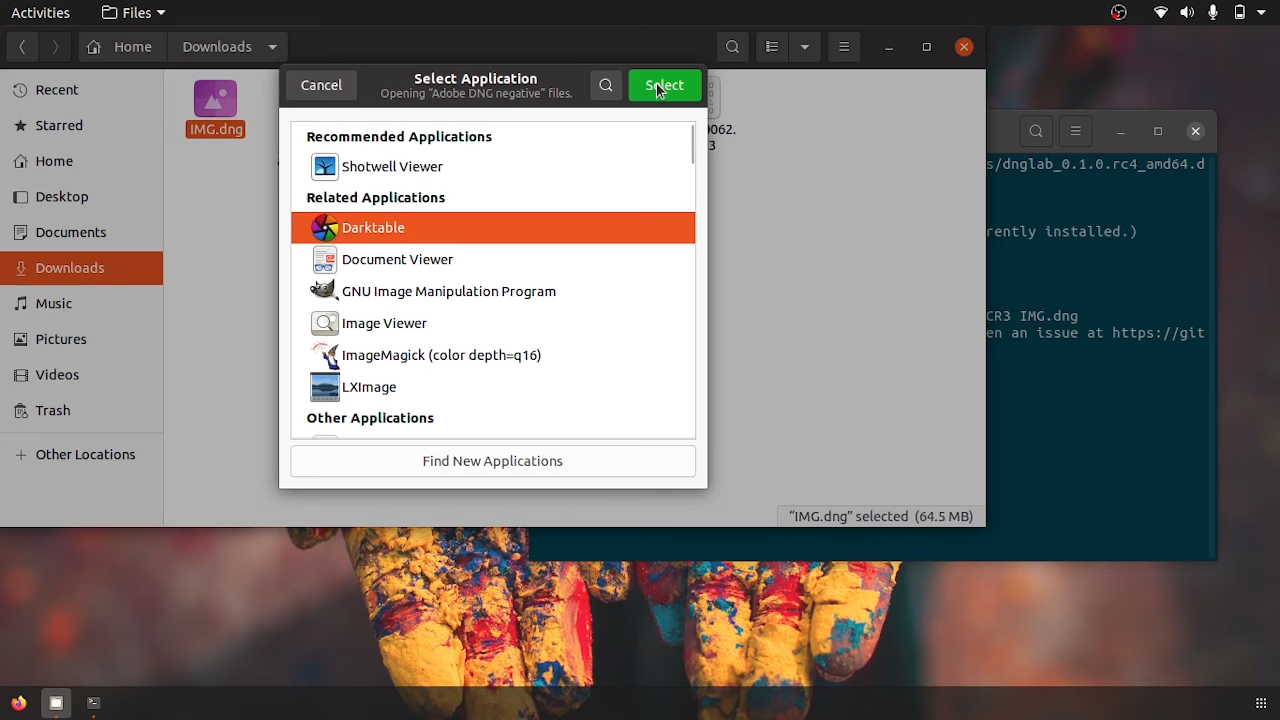 Activities
Files
Home
Downloads
Recent
Starred
Home
Desktop
Documents
Downloads
Music
Pictures
Videos
Trash
Other Locations
IMG.dng
Cancel
Select Application
Opening “Adobe DNG negative” files.
Select
Recommended Applications
Shotwell Viewer
Related Applications
Darktable
Document Viewer
GNU Image Manipulation Program
Image Viewer
ImageMagick (color depth=q16)
LXImage
Other Applications
Find New Applications
0062.
3
“IMG.dng” selected (64.5 MB)
s/dnglab_0.1.0.rc4_amd64.d
rently installed.)
CR3 IMG.dng
en an issue at https://git